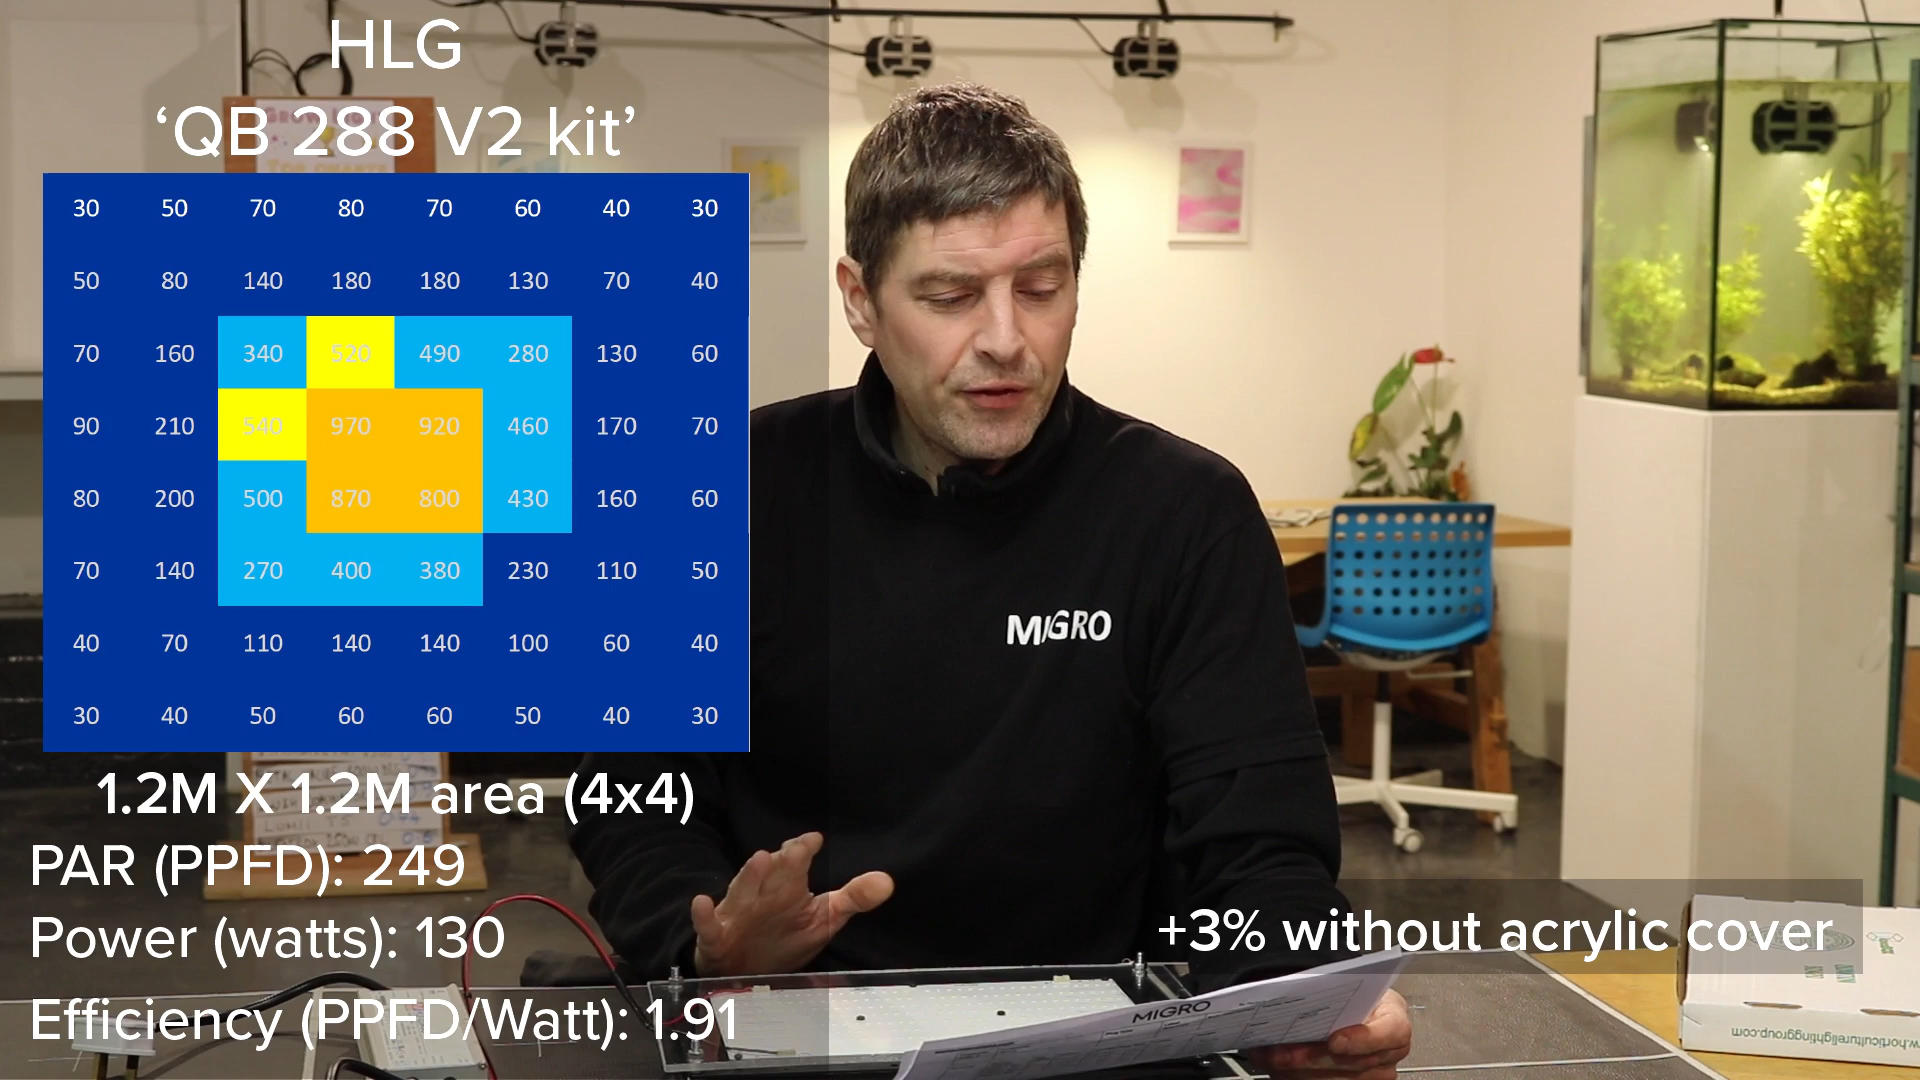 HLG
‘QB 288 V2 kit’
30 50 70 80 70 60 40 30
50 80 140 180 180 130 70 40
70 160 340 520 490 280 130 60
90 210 540 970 920 460 170 70
80 200 500 870 800 430 160 60
70 140 270 400 380 230 110 50
40 70 110 140 140 100 60 40
30 40 50 60 60 50 40 30
1.2M X 1.2M area (4x4)
PAR (PPFD): 249
Power (watts): 130
Efficiency (PPFD/Watt): 1.91
MIGRO
+3% without acrylic cover
MIGRO